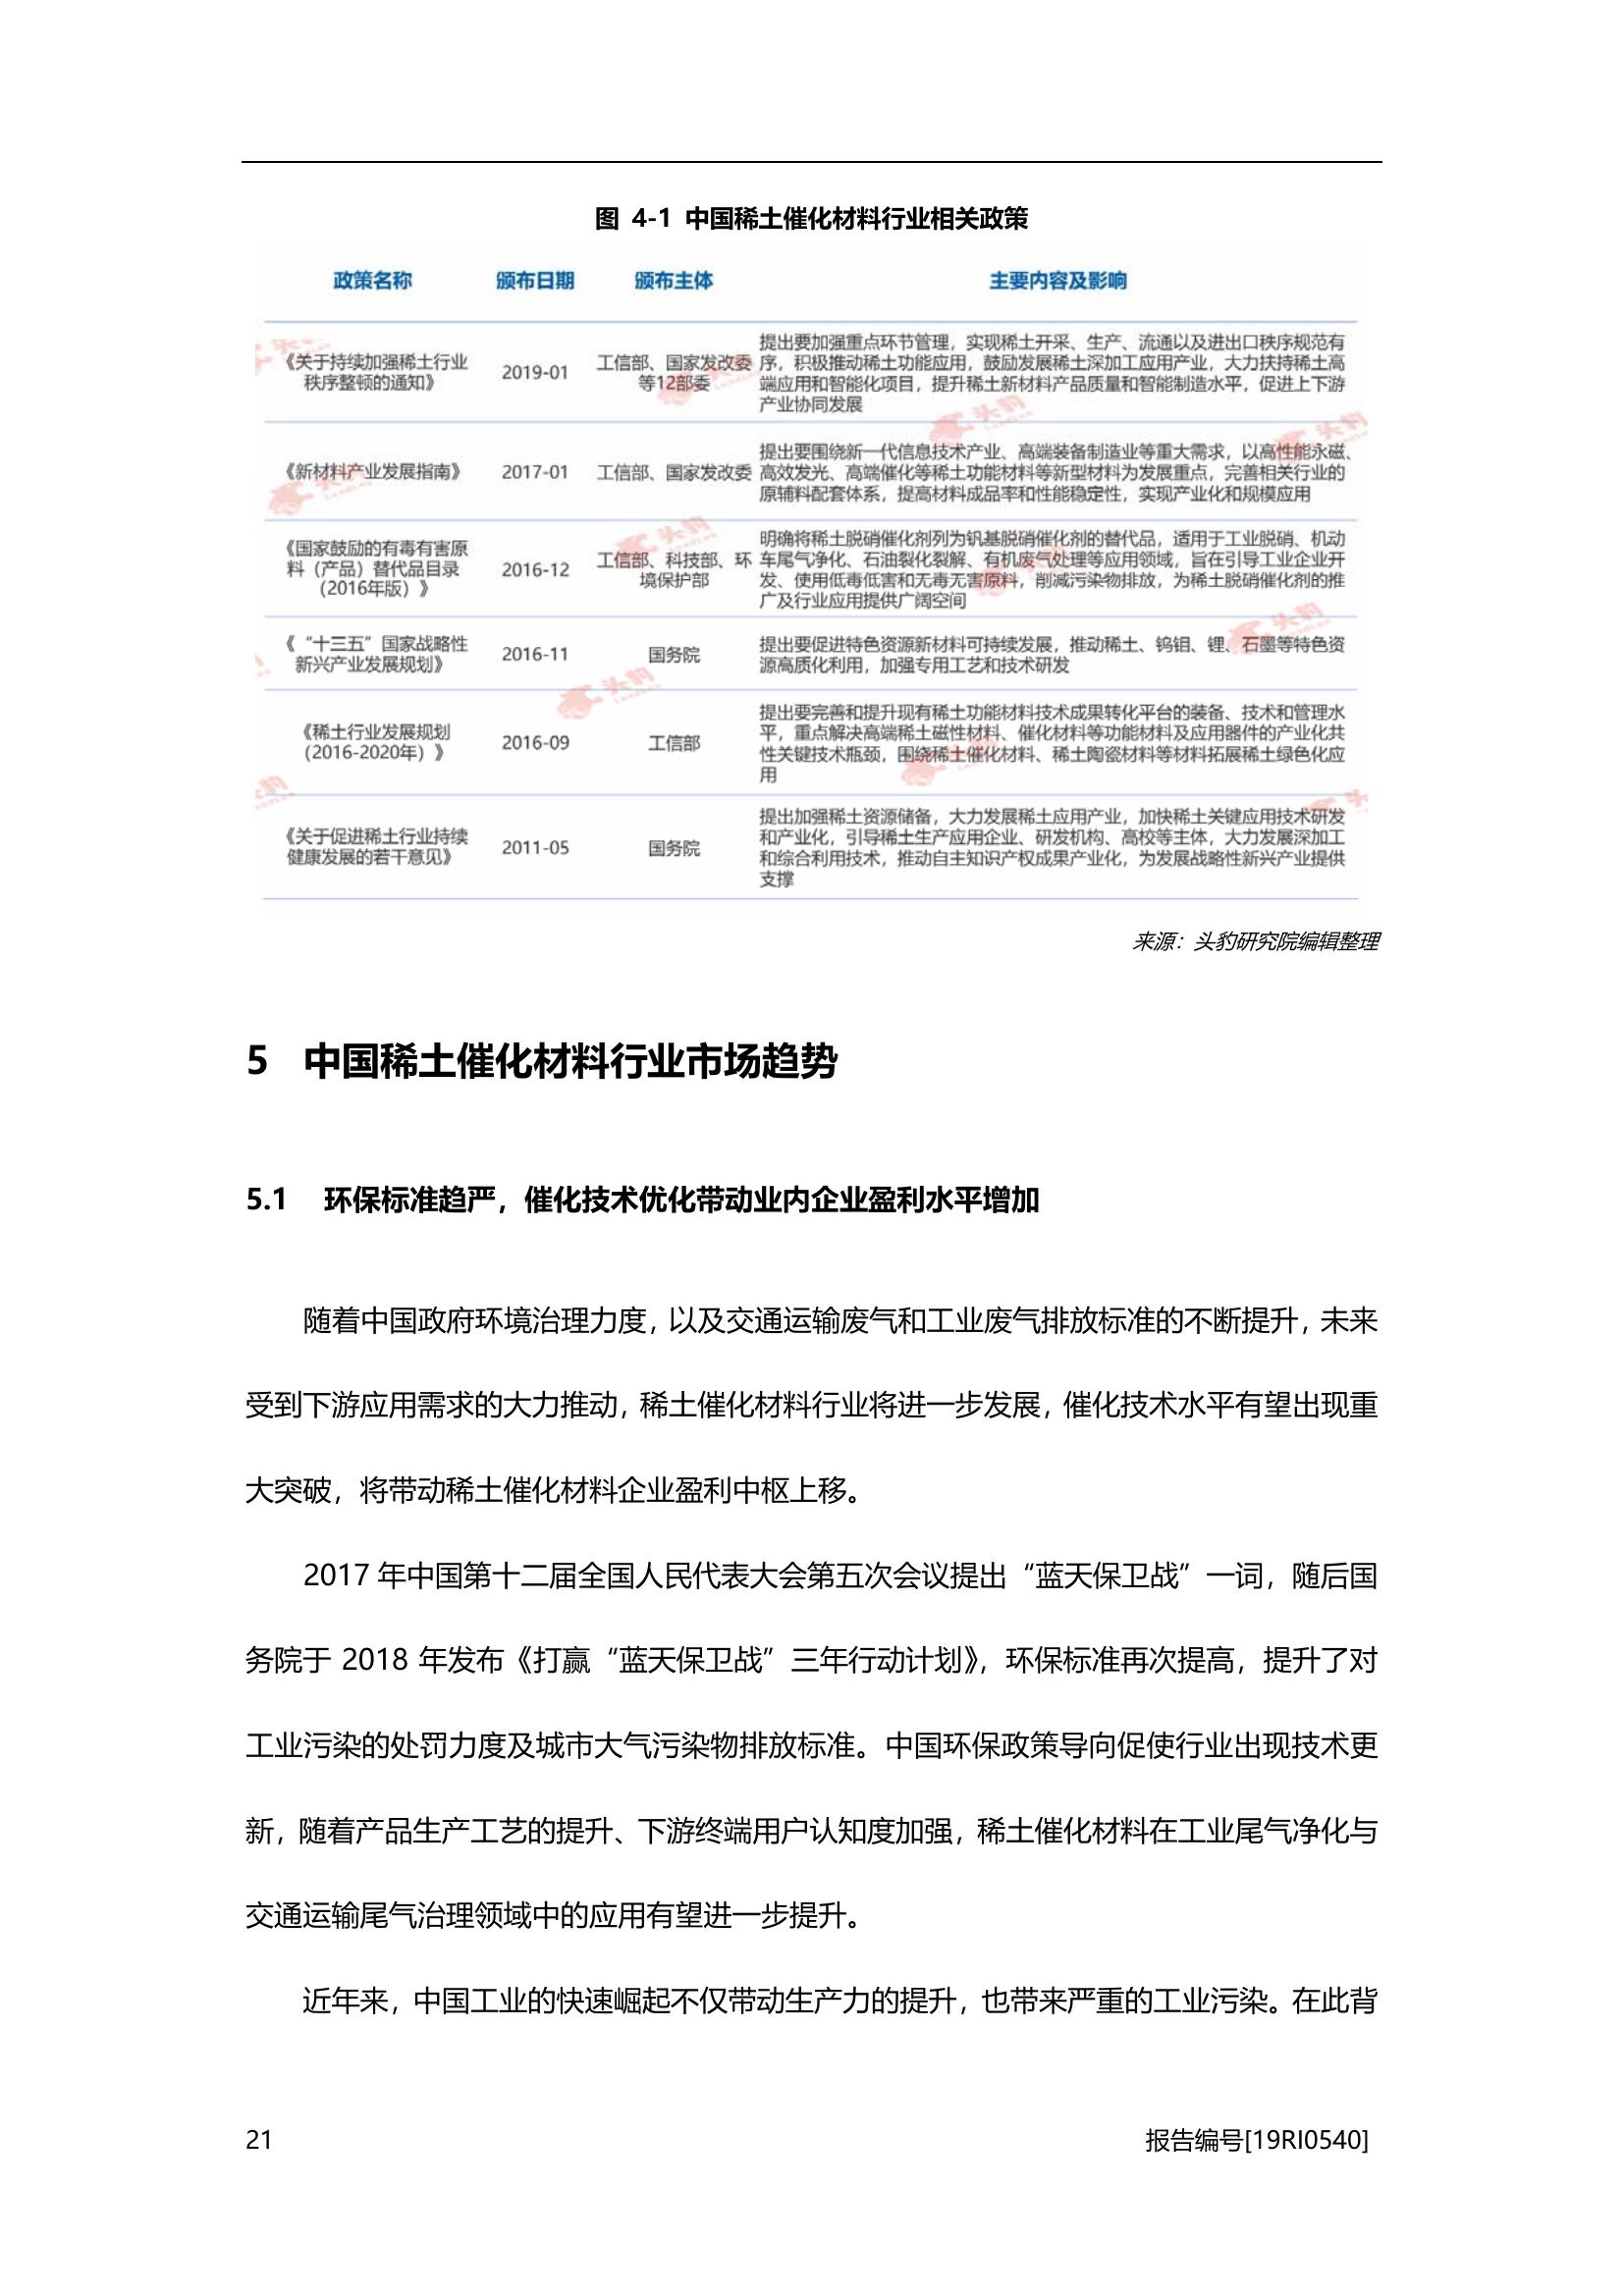 图 4-1 中国稀土催化材料行业相关政策
政策名称 颁布日期 颁布主体 主要内容及影响
《关于持续加强稀土行业
秩序整顿的通知》
2019-01
工信部、国家发改委
等12部委
提出要加强重点环节管理，实现稀土开采、生产、流通以及进出口秩序规范有
序，积极推动稀土功能应用，鼓励发展稀土深加工应用产业，大力扶持稀土高
端应用和智能化项目，提升稀土新材料产品质量和智能制造水平，促进上下游
产业协同发展
《新材料产业发展指南》
2017-01
工信部、国家发改委
提出要围绕新一代信息技术产业、高端装备制造业等重大需求，以高性能永磁、
高效发光、高端催化等稀土功能材料等新型材料为发展重点，完善相关行业的
原辅料配套体系，提高材料成品率和性能稳定性，实现产业化和规模应用
《国家鼓励的有毒有害原
料（产品）替代品目录
（2016年版）》
2016-12
工信部、科技部、环
境保护部
明确将稀土脱硝催化剂列为钒基脱硝催化剂的替代品，适用于工业脱硝、机动
车尾气净化、石油裂化裂解、有机废气处理等应用领域，旨在引导工业企业开
发、使用低毒低害和无毒无害原料，削减污染物排放，为稀土脱硝催化剂的推
广及行业应用提供广阔空间
《“十三五”国家战略性
新兴产业发展规划》
2016-11
国务院
提出要促进特色资源新材料可持续发展，推动稀土、钨钼、锂、石墨等特色资
源高质化利用，加强专用工艺和技术研发
《稀土行业发展规划
（2016-2020年）》
2016-09
工信部
提出要完善和提升现有稀土功能材料技术成果转化平台的装备、技术和管理水
平，重点解决高端稀土磁性材料、催化材料等功能材料及应用器件的产业化共
性关键技术瓶颈，围绕稀土催化材料、稀土陶瓷材料等材料拓展稀土绿色化应
用
《关于促进稀土行业持续
健康发展的若干意见》
2011-05
国务院
提出加强稀土资源储备，大力发展稀土应用产业，加快稀土关键应用技术研发
和产业化，引导稀土生产应用企业、研发机构、高校等主体，大力发展深加工
和综合利用技术，推动自主知识产权成果产业化，为发展战略性新兴产业提供
支撑
来源：头豹研究院编辑整理
5 中国稀土催化材料行业市场趋势
5.1 环保标准趋严，催化技术优化带动业内企业盈利水平增加
随着中国政府环境治理力度，以及交通运输废气和工业废气排放标准的不断提升，未来
受到下游应用需求的大力推动，稀土催化材料行业将进一步发展，催化技术水平有望出现重
大突破，将带动稀土催化材料企业盈利中枢上移。
2017 年中国第十二届全国人民代表大会第五次会议提出“蓝天保卫战”一词，随后国
务院于 2018 年发布《打赢“蓝天保卫战”三年行动计划》，环保标准再次提高，提升了对
工业污染的处罚力度及城市大气污染物排放标准。中国环保政策导向促使行业出现技术更
新，随着产品生产工艺的提升、下游终端用户认知度加强，稀土催化材料在工业尾气净化与
交通运输尾气治理领域中的应用有望进一步提升。
近年来，中国工业的快速崛起不仅带动生产力的提升，也带来严重的工业污染。在此背
21 报告编号[19RI0540]